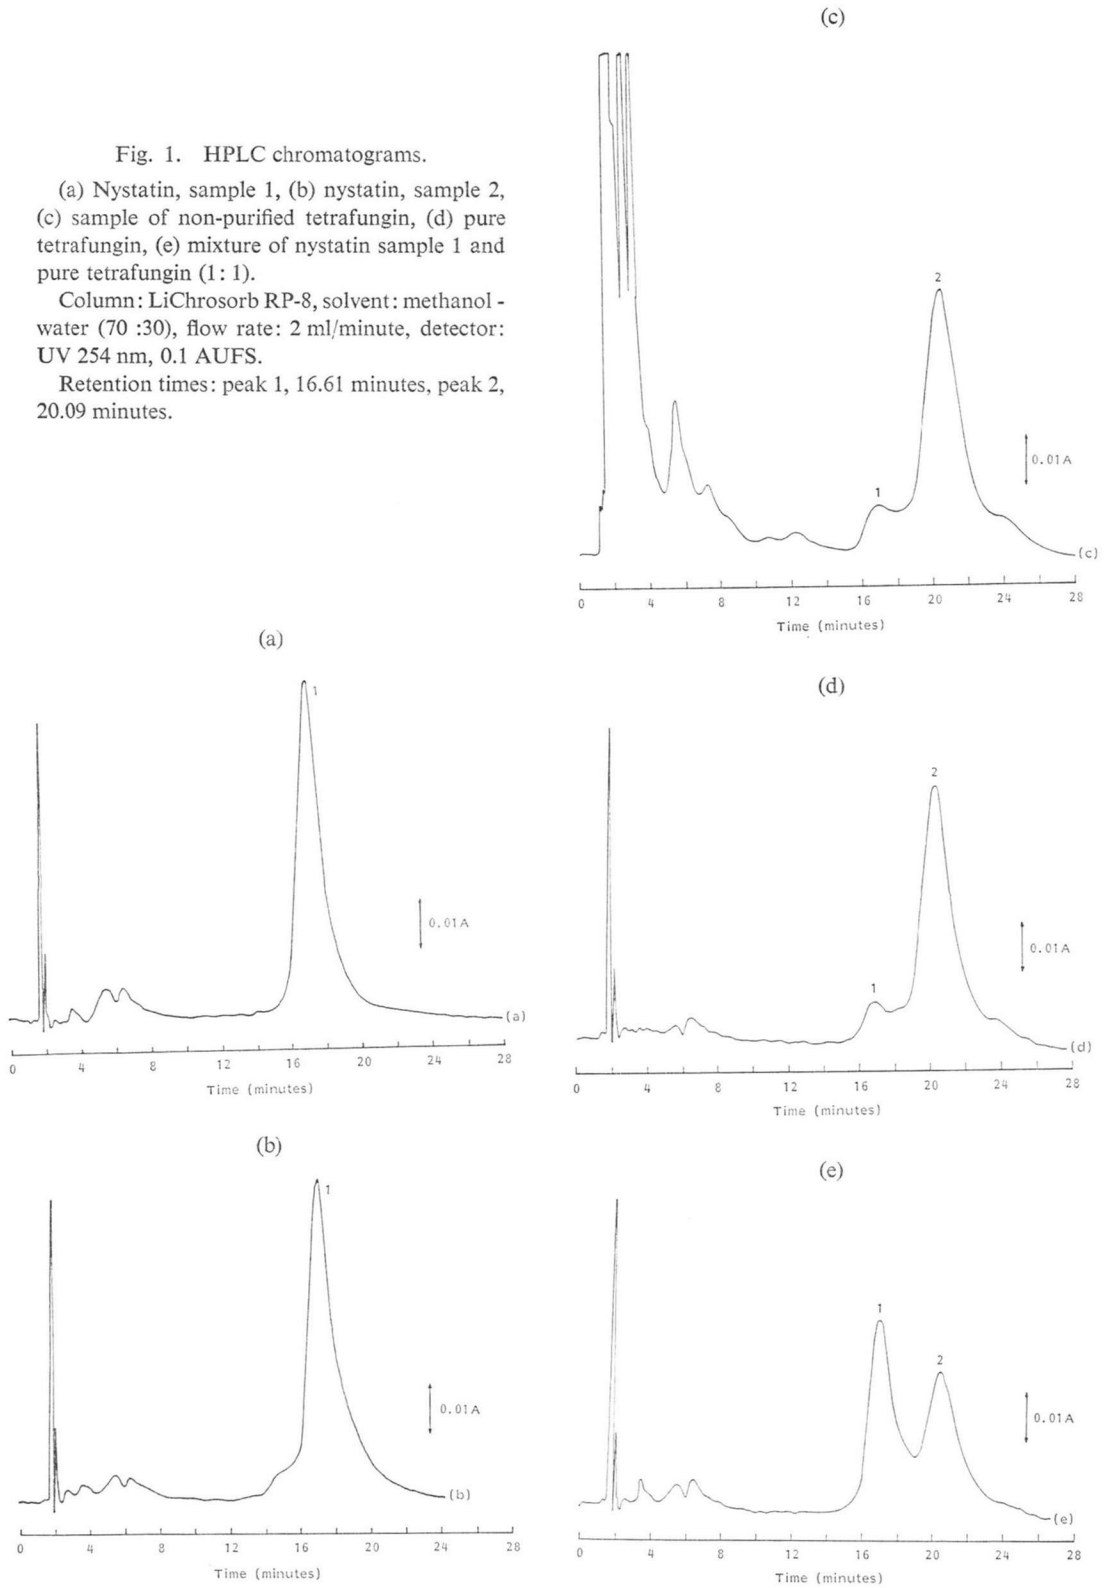 Fig. 1. HPLC chromatograms.
(a) Nystatin, sample 1, (b) nystatin, sample 2,
(c) sample of non-purified tetrafungin, (d) pure
tetrafungin, (e) mixture of nystatin sample 1 and
pure tetrafungin (1: 1).
Column: LiChrosorb RP-8, solvent: methanol -
water (70 :30), flow rate: 2 ml/minute, detector:
UV 254 nm, 0.1 AUFS.
Retention times: peak 1, 16.61 minutes, peak 2,
20.09 minutes.
(a)
1
0.01A
(a)
0 4 8 12 16 20 24 28
Time (minutes)
(b)
1
0.01A
(b)
0 4 8 12 16 20 24 28
Time (minutes)
(c)
2
0.01A
1
(c)
0 4 8 12 16 20 24 28
Time (minutes)
(d)
2
0.01A
1
(d)
0 4 8 12 16 20 24 28
Time (minutes)
(e)
1
2
0.01A
(e)
0 4 8 12 16 20 24 28
Time (minutes)